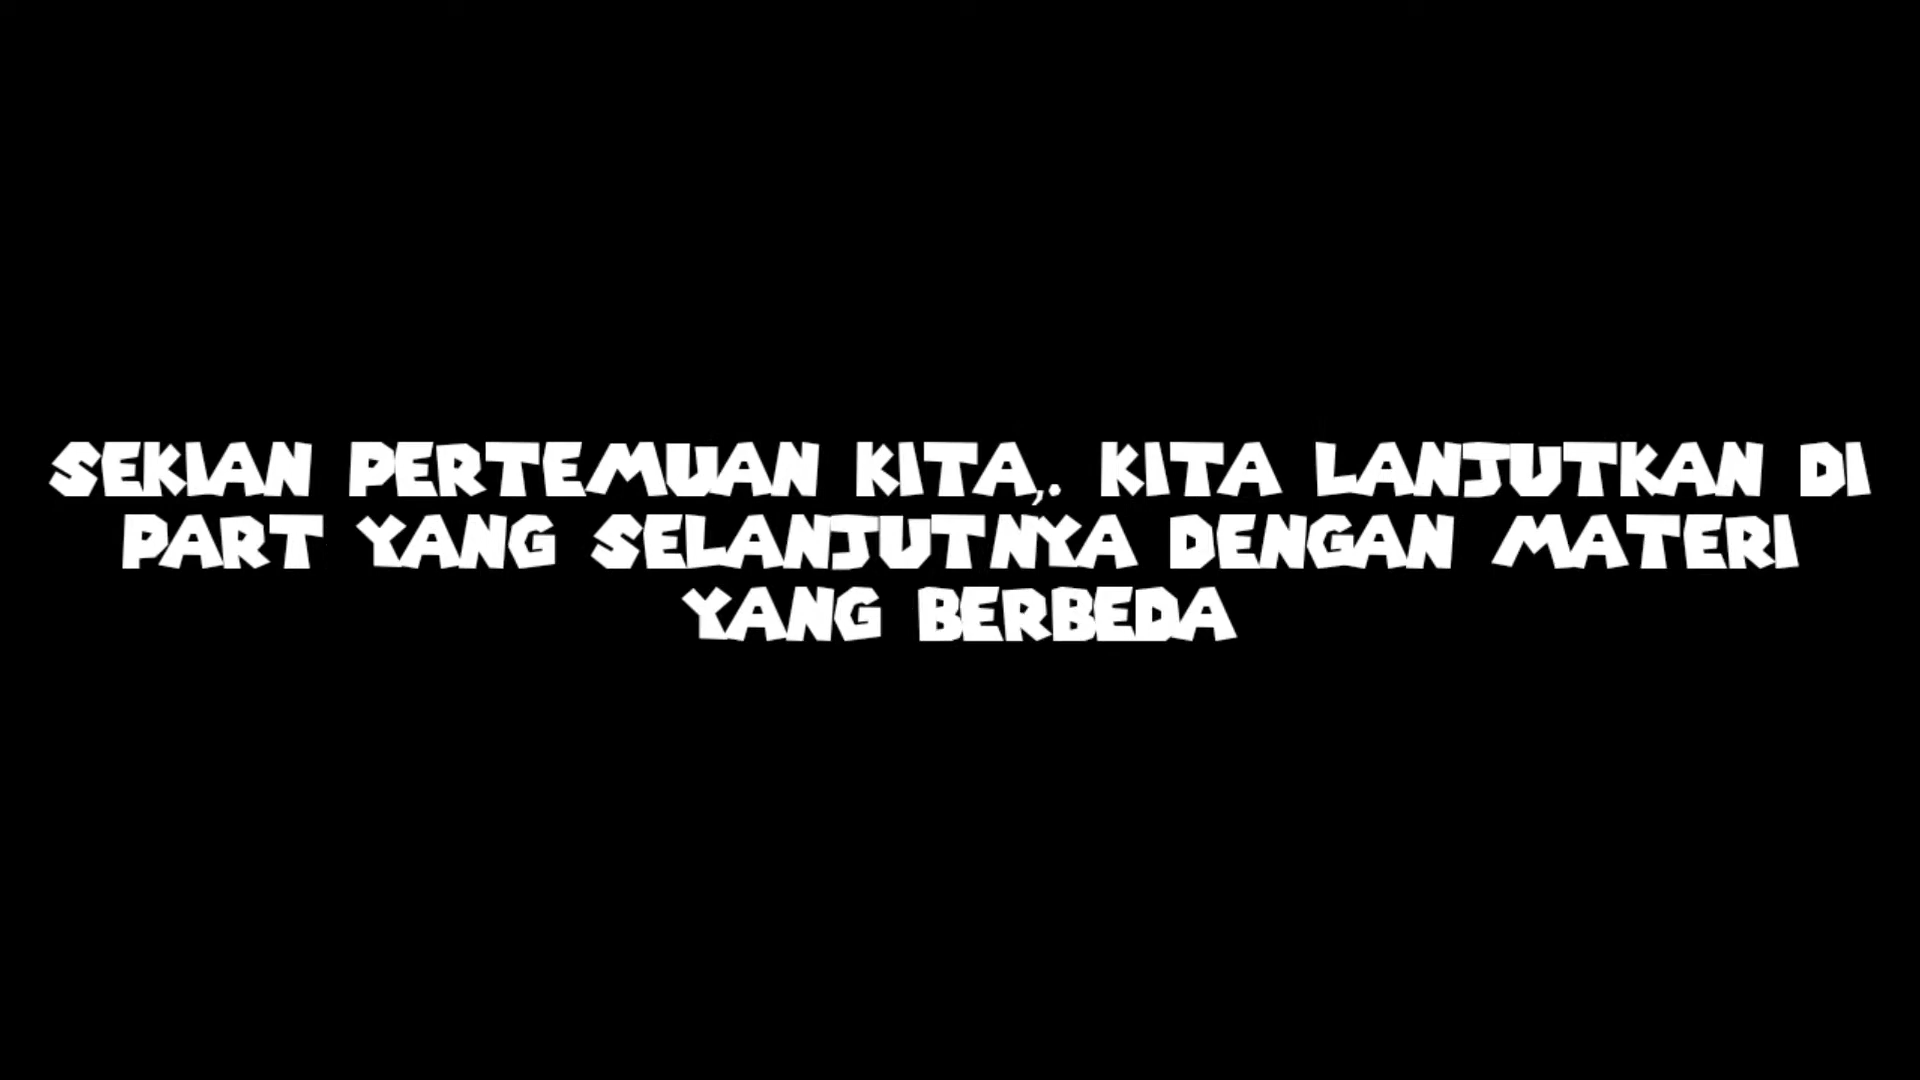 SEKIAN PERTEMUAN KITA,. KITA LANJUTKAN DI
PART YANG SELANJUTNYA DENGAN MATERI
YANG BERBEDA